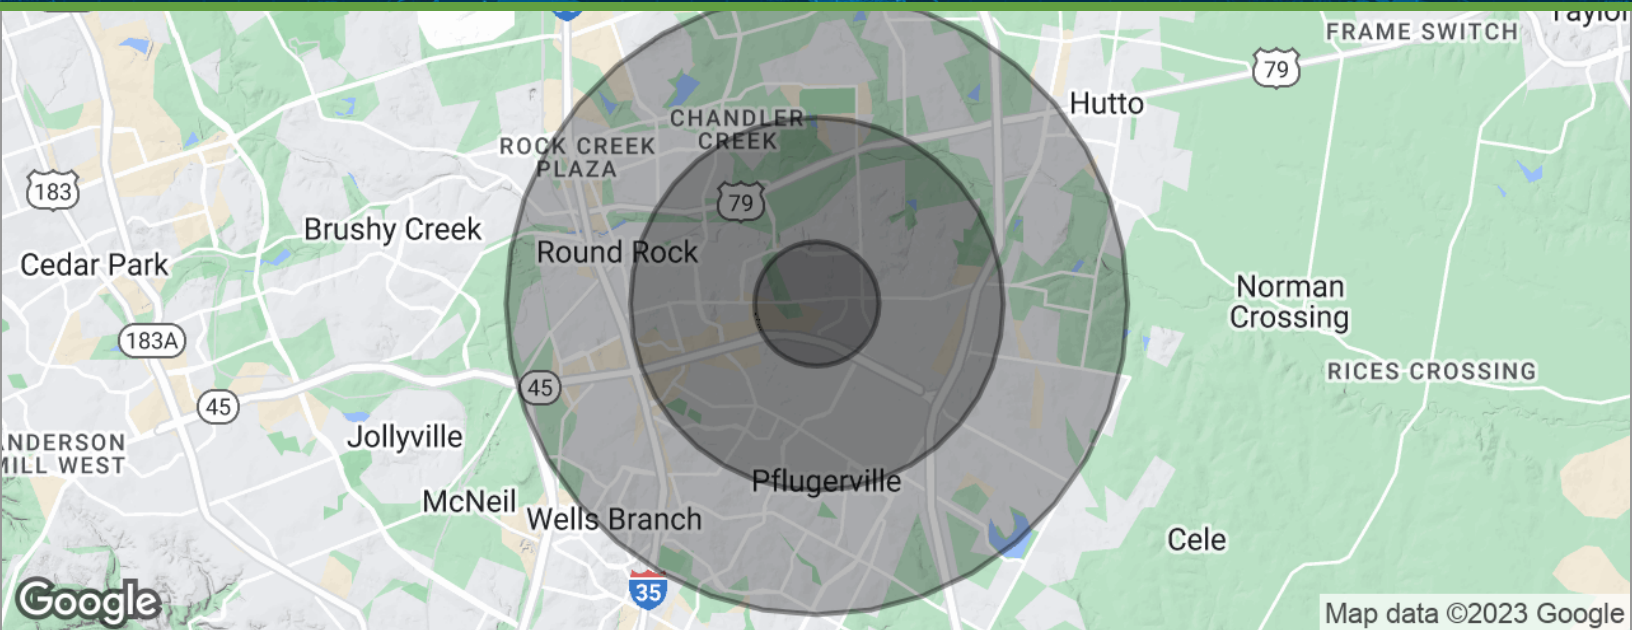 Taylor
FRAME SWITCH
79
Hutto
CHANDLER
CREEK
ROCK CREEK
PLAZA
183
79
Brushy Creek
Round Rock
Cedar Park
Norman
Crossing
183A
RICES CROSSING
45
45
Jollyville
ANDERSON
MILL WEST
Pflugerville
McNeil
Wells Branch
Cele
35
Google
Map data ©2023 Google